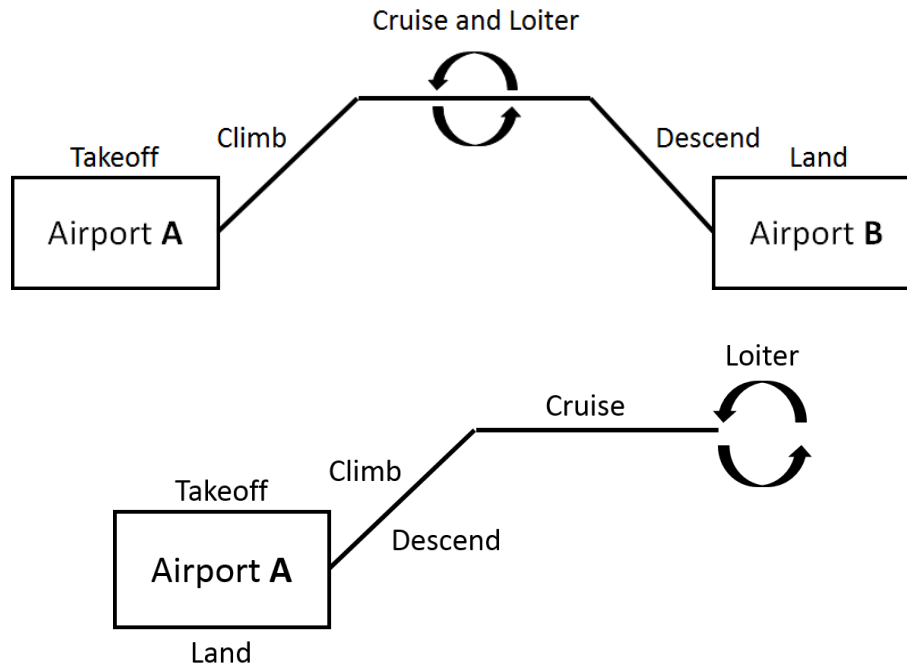 Cruise and Loiter
Climb
Descend
Takeoff
Land
Airport A
Airport B
Loiter
Cruise
Climb
Takeoff
Descend
Airport A
Land